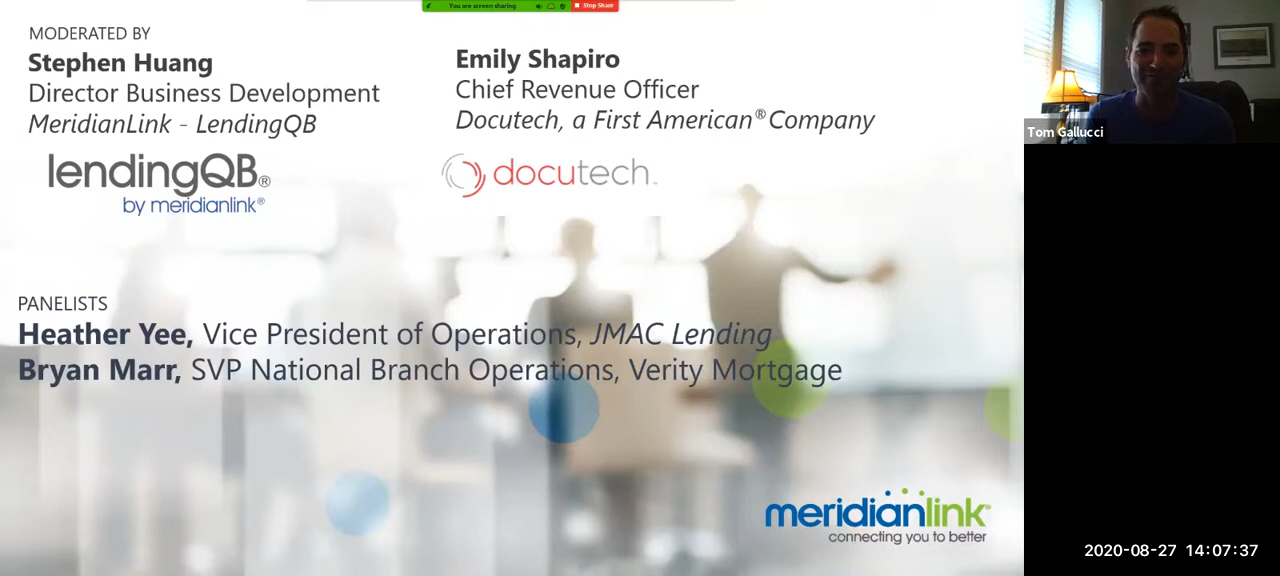 You are screen sharing
Stop Share
MODERATED BY
Stephen Huang
Director Business Development
MeridianLink - LendingQB
lendingQB®
by meridianlink®
Emily Shapiro
Chief Revenue Officer
Docutech, a First American® Company
docutech
Tom Gallucci
PANELISTS
Heather Yee, Vice President of Operations, JMAC Lending
Bryan Marr, SVP National Branch Operations, Verity Mortgage
meridianlink®
connecting you to better
2020-08-27 14:07:37